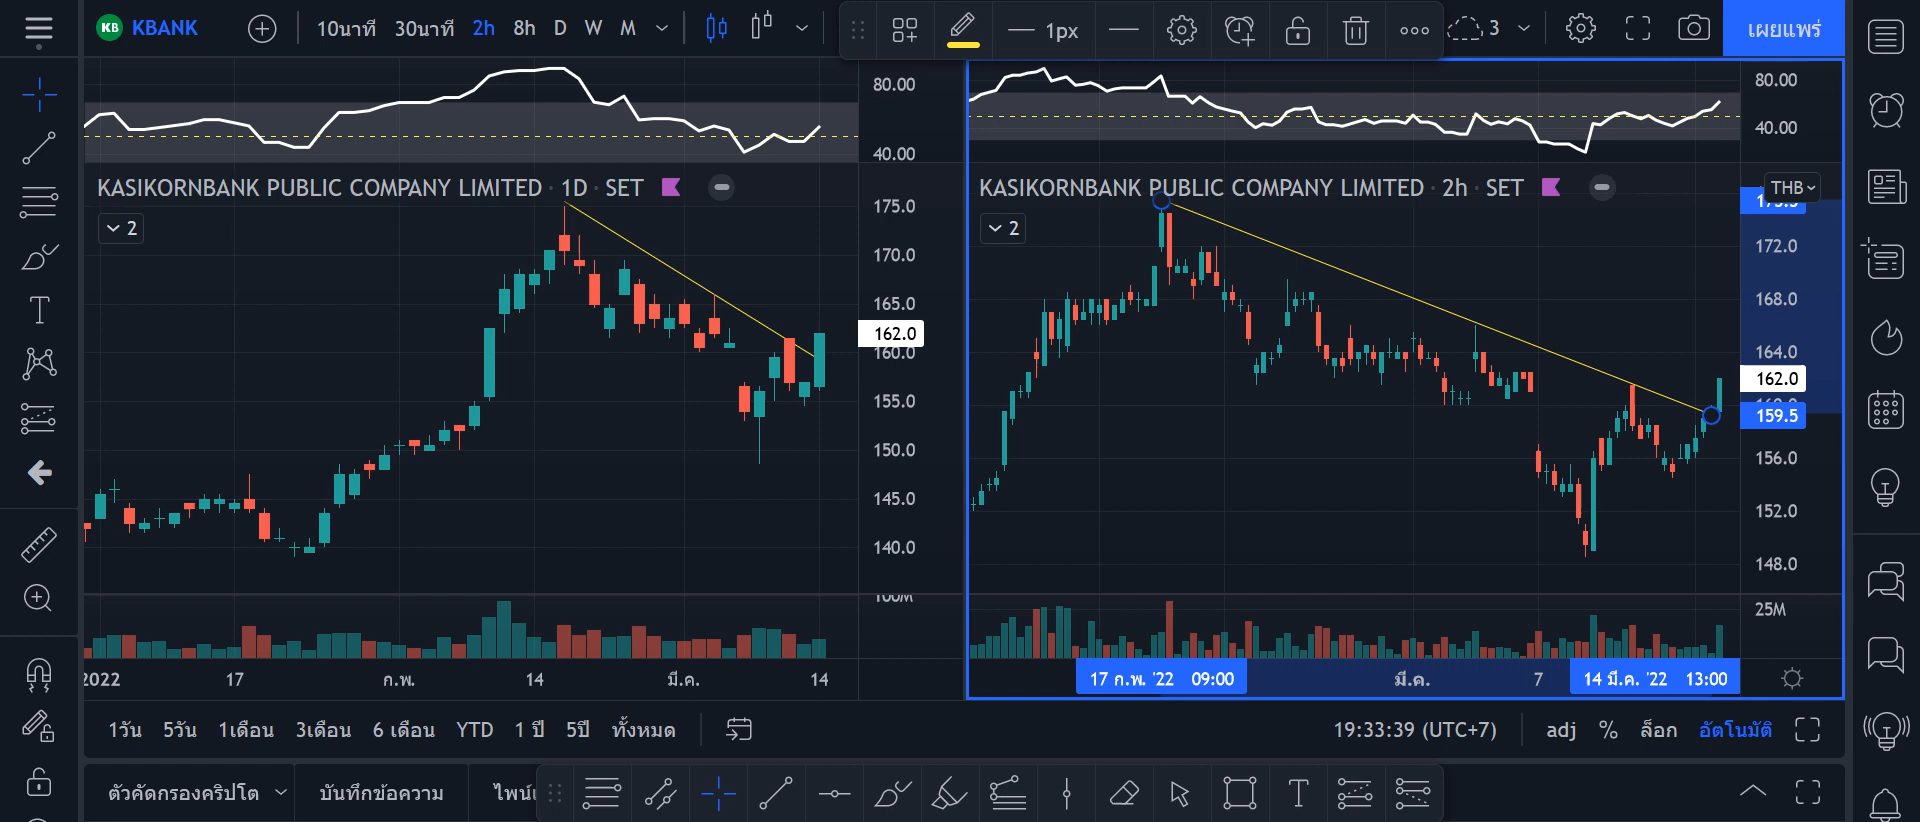 KB KBANK 10นาที 30นาที 2h 8h D W M 1px 3 เผยแพร่
80.00
40.00
KASIKORNBANK PUBLIC COMPANY LIMITED · 1D · SET
2
175.0
170.0
165.0
162.0
160.0
155.0
150.0
145.0
140.0
100M
2022 17 ก.พ. 14 มี.ค. 14
80.00
40.00
KASIKORNBANK PUBLIC COMPANY LIMITED · 2h · SET
THB
2
172.0
168.0
164.0
162.0
159.5
156.0
152.0
148.0
25M
17 ก.พ. '22 09:00 มี.ค. 7 14 มี.ค. '22 13:00
1วัน 5วัน 1เดือน 3เดือน 6 เดือน YTD 1 ปี 5ปี ทั้งหมด 19:33:39 (UTC+7) adj % ล็อก อัตโนมัติ
ตัวคัดกรองคริปโต บันทึกข้อความ ไพน์